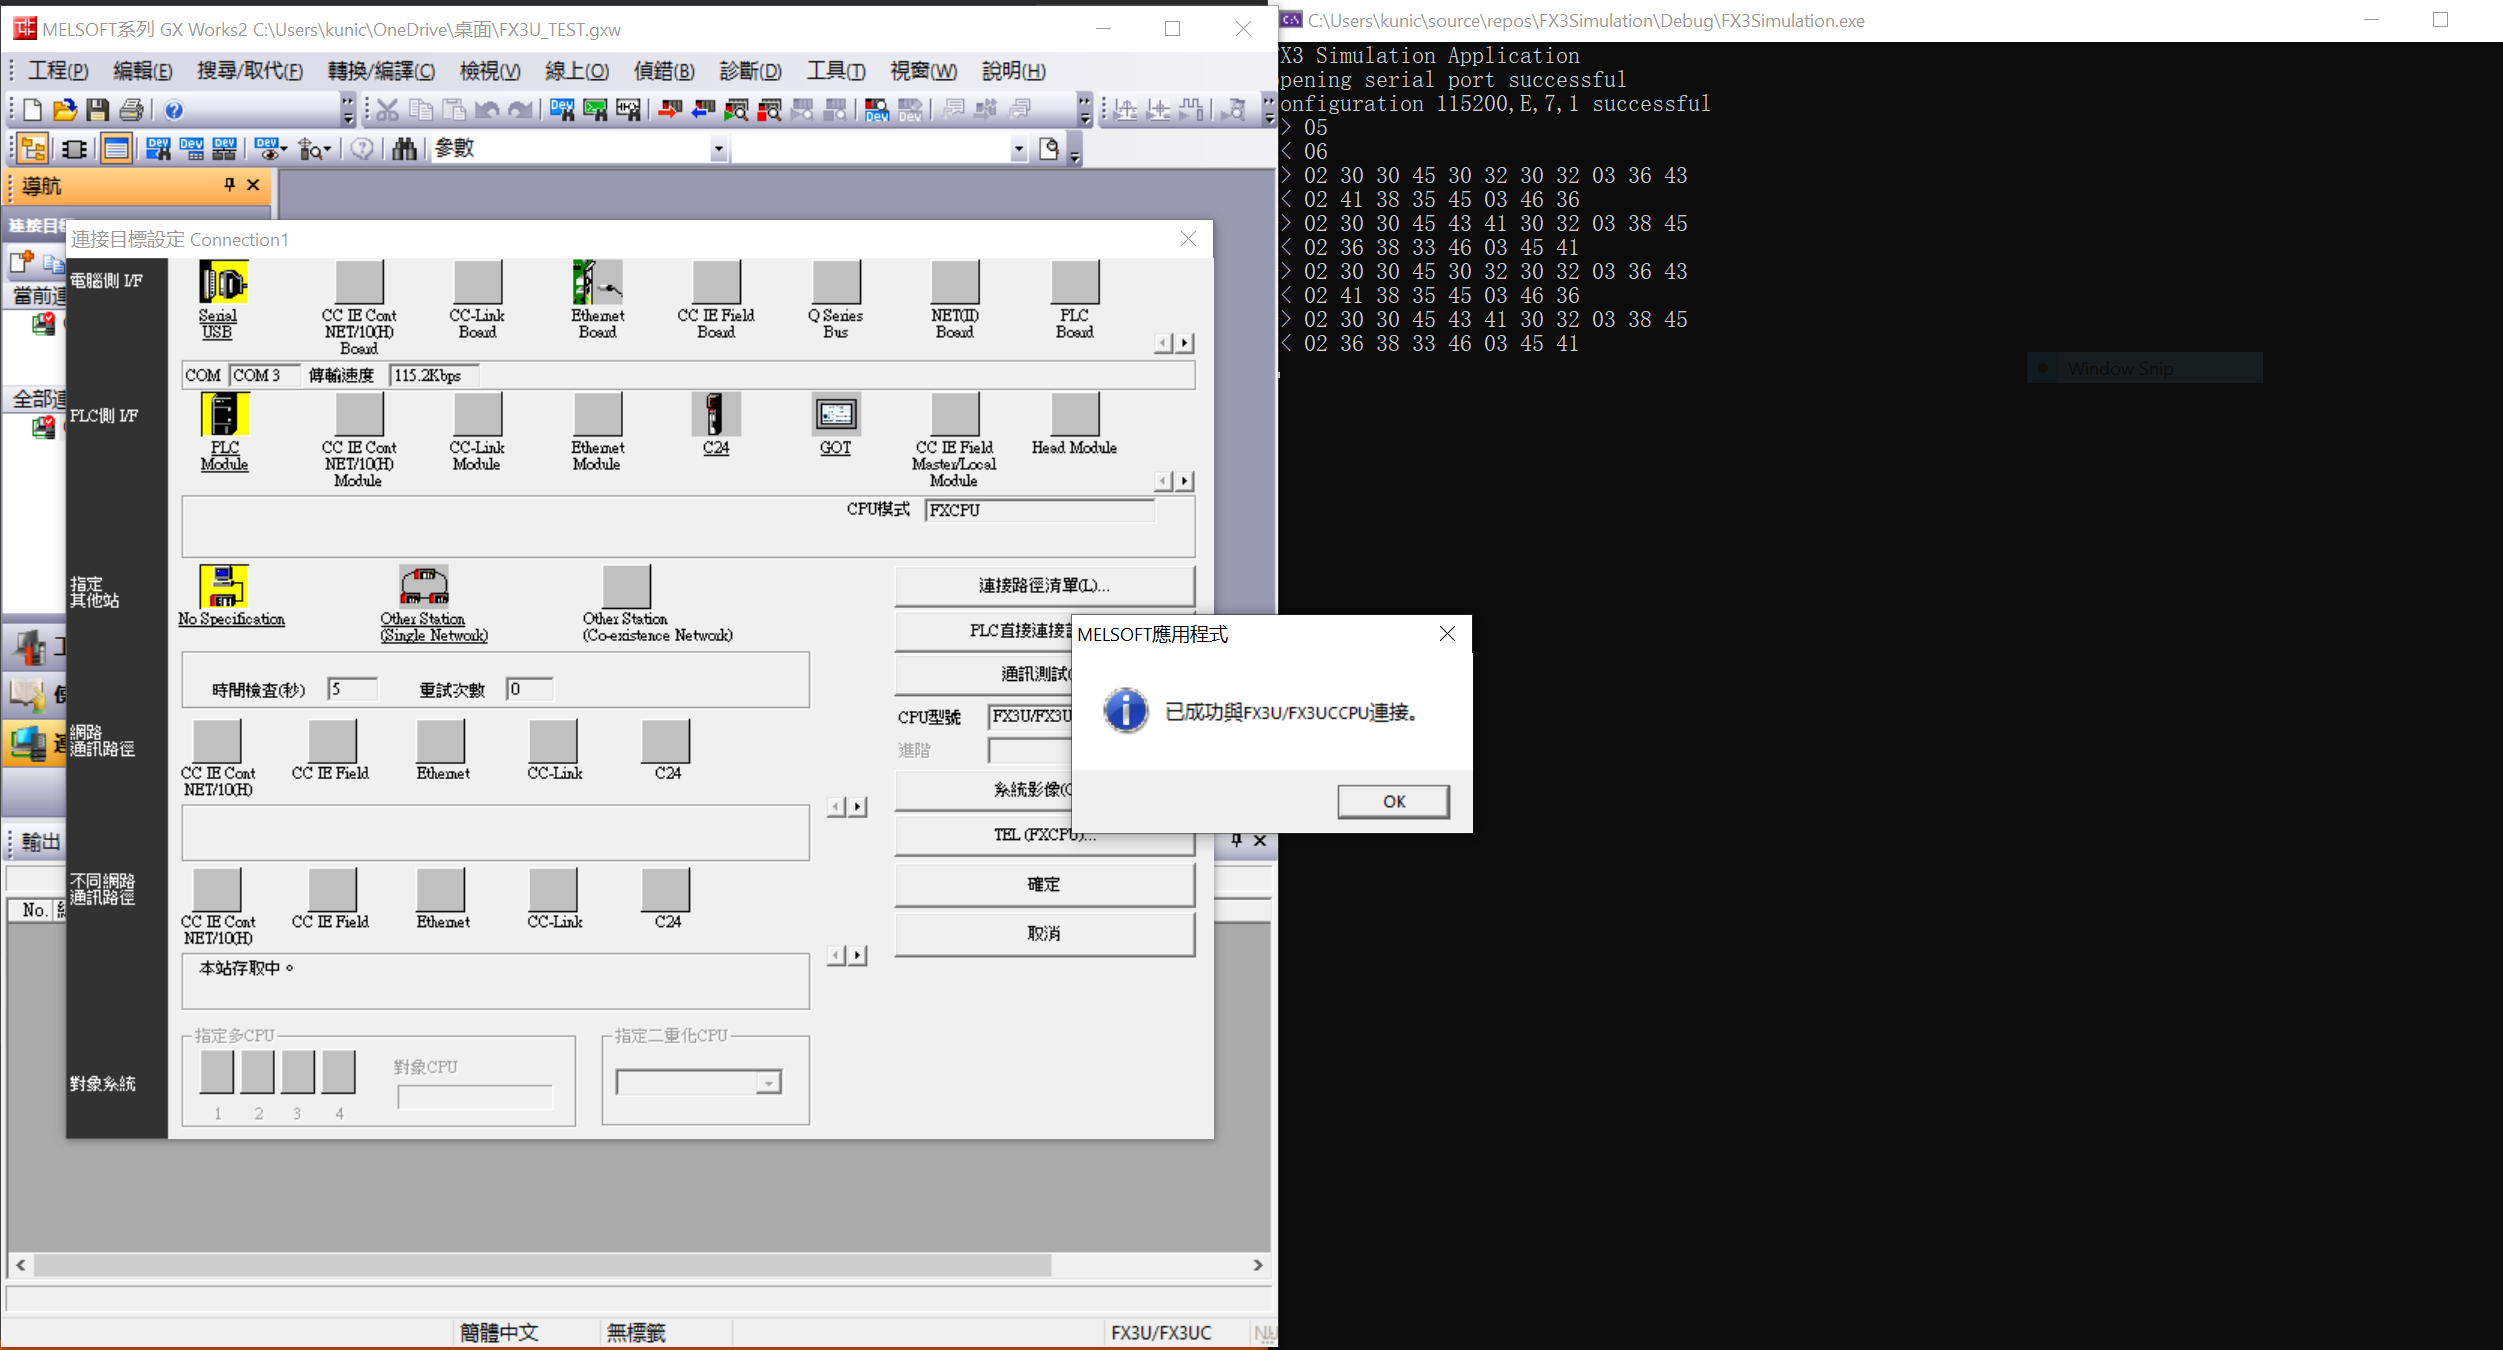 MELSOFT系列 GX Works2 C:\Users\kunic\OneDrive\桌面\FX3U_TEST.gxw
工程(P) 編輯(E) 搜尋/取代(F) 轉換/編譯(C) 檢視(V) 線上(O) 偵錯(B) 診斷(D) 工具(T) 視窗(W) 說明(H)
參數
導航
連接目標
當前連
全部連
連接目標設定 Connection1
電腦側 I/F
Serial USB
CC IE Cont NET/10(H) Board
CC-Link Board
Ethernet Board
CC IE Field Board
Q Series Bus
NET(II) Board
PLC Board
COM COM 3 傳輸速度 115.2Kbps
PLC側 I/F
PLC Module
CC IE Cont NET/10(H) Module
CC-Link Module
Ethernet Module
C24
GOT
CC IE Field Master/Local Module
Head Module
CPU模式 FXCPU
指定其他站
No Specification
Other Station (Single Network)
Other Station (Co-existence Network)
連接路徑清單(L)...
PLC直接連接
通訊測試(
時間檢查(秒) 5 重試次數 0
CPU型號 FX3U/FX3U
進階
網路通訊路徑
CC IE Cont NET/10(H)
CC IE Field
Ethernet
CC-Link
C24
系統影像(
TEL (FXCPU)...
確定
取消
不同網路通訊路徑
CC IE Cont NET/10(H)
CC IE Field
Ethernet
CC-Link
C24
本站存取中。
對象系統
指定多CPU
1 2 3 4
對象CPU
指定二重化CPU
輸出
No.
簡體中文 無標籤 FX3U/FX3UC
MELSOFT應用程式
已成功與FX3U/FX3UCCPU連接。
OK
C:\Users\kunic\source\repos\FX3Simulation\Debug\FX3Simulation.exe
X3 Simulation Application
pening serial port successful
onfiguration 115200,E,7,1 successful
> 05
< 06
> 02 30 30 45 30 32 30 32 03 36 43
< 02 41 38 35 45 03 46 36
> 02 30 30 45 43 41 30 32 03 38 45
< 02 36 38 33 46 03 45 41
> 02 30 30 45 30 32 30 32 03 36 43
< 02 41 38 35 45 03 46 36
> 02 30 30 45 43 41 30 32 03 38 45
< 02 36 38 33 46 03 45 41
Window Snip